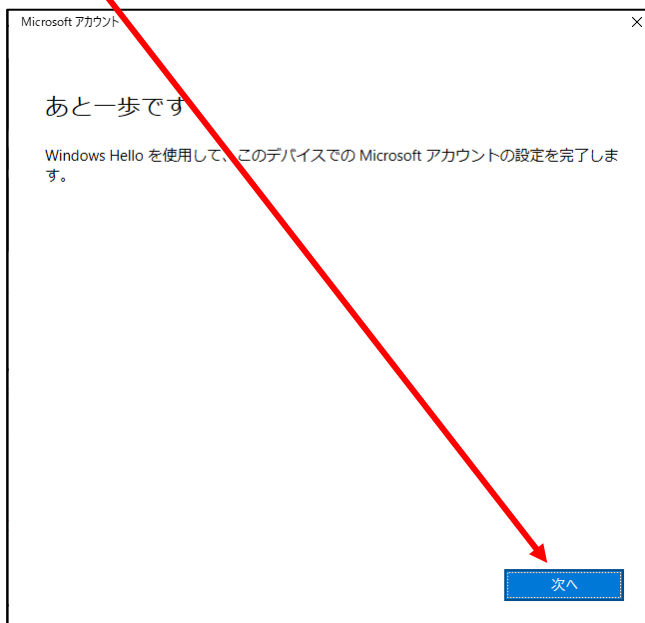 Microsoft アカウント
あと一歩です
Windows Hello を使用して、このデバイスでの Microsoft アカウントの設定を完了しま
す。
次へ